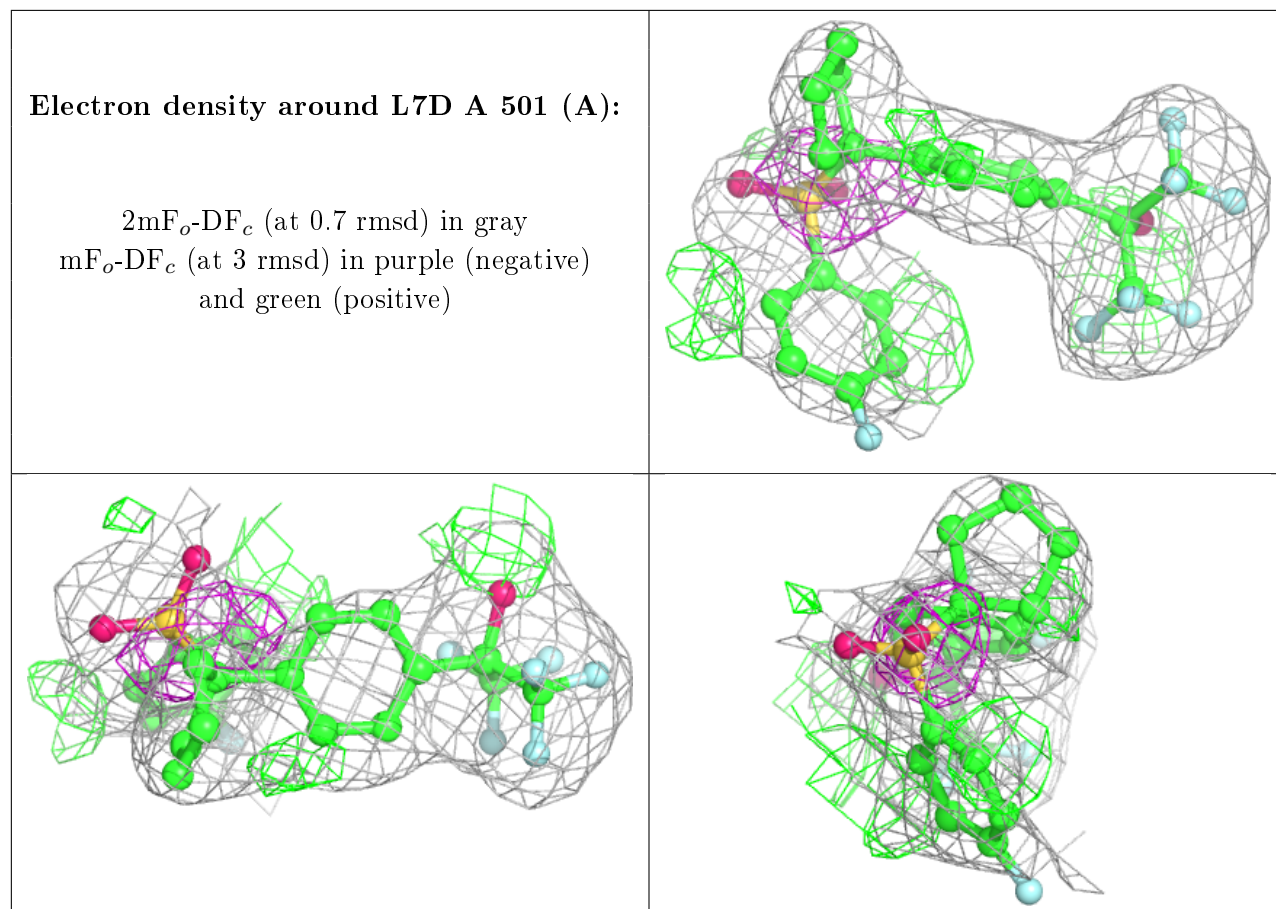 Electron density around L7D A 501 (A):
2mFₒ-DF𝒸 (at 0.7 rmsd) in gray
mFₒ-DF𝒸 (at 3 rmsd) in purple (negative)
and green (positive)